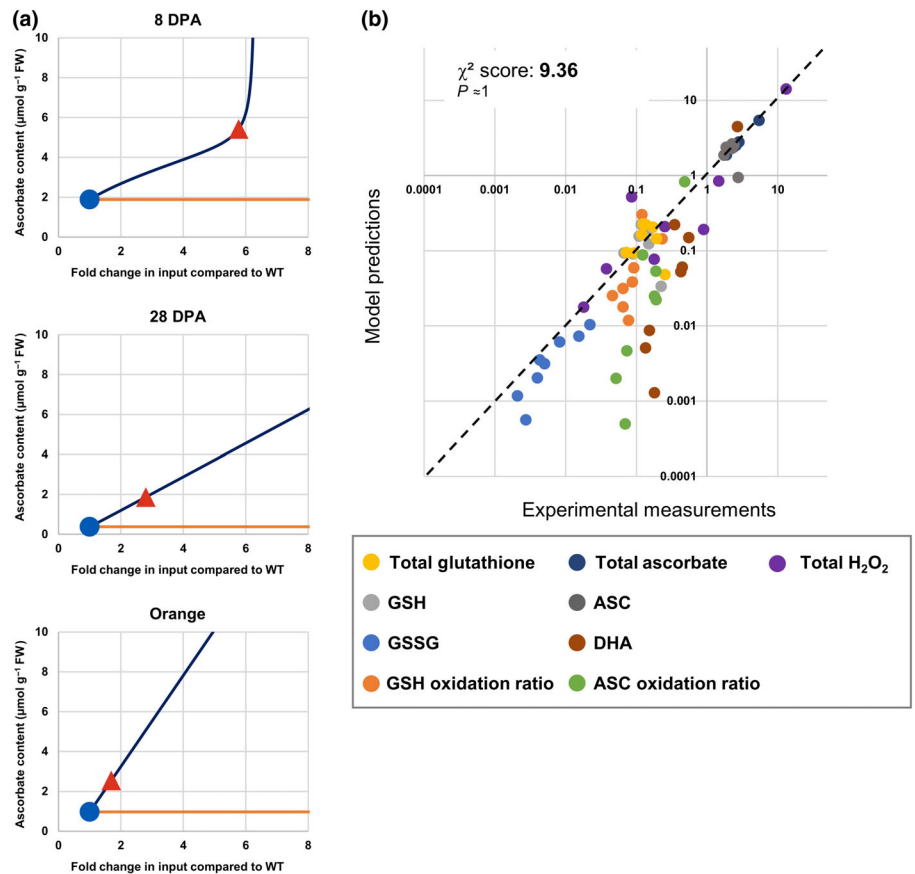 (a)
8 DPA
Ascorbate content (µmol g⁻¹ FW)
10
8
6
4
2
0
0 2 4 6 8
Fold change in input compared to WT
28 DPA
Ascorbate content (µmol g⁻¹ FW)
10
8
6
4
2
0
0 2 4 6 8
Fold change in input compared to WT
Orange
Ascorbate content (µmol g⁻¹ FW)
10
8
6
4
2
0
0 2 4 6 8
Fold change in input compared to WT
(b)
χ² score: 9.36
P ≈1
Model predictions
10
1
0.0001 0.001 0.01 0.1 1 10
0.1
0.01
0.001
0.0001
Experimental measurements
Total glutathione Total ascorbate Total H₂O₂
GSH ASC
GSSG DHA
GSH oxidation ratio ASC oxidation ratio